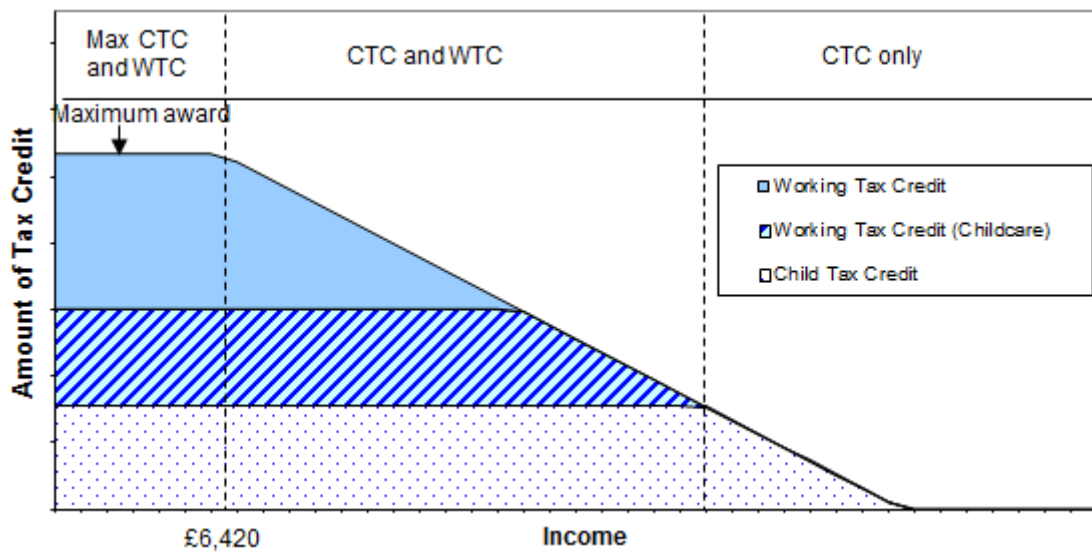 Max CTC
and WTC
CTC and WTC
CTC only
Maximum award
Working Tax Credit
Working Tax Credit (Childcare)
Child Tax Credit
Amount of Tax Credit
£6,420
Income